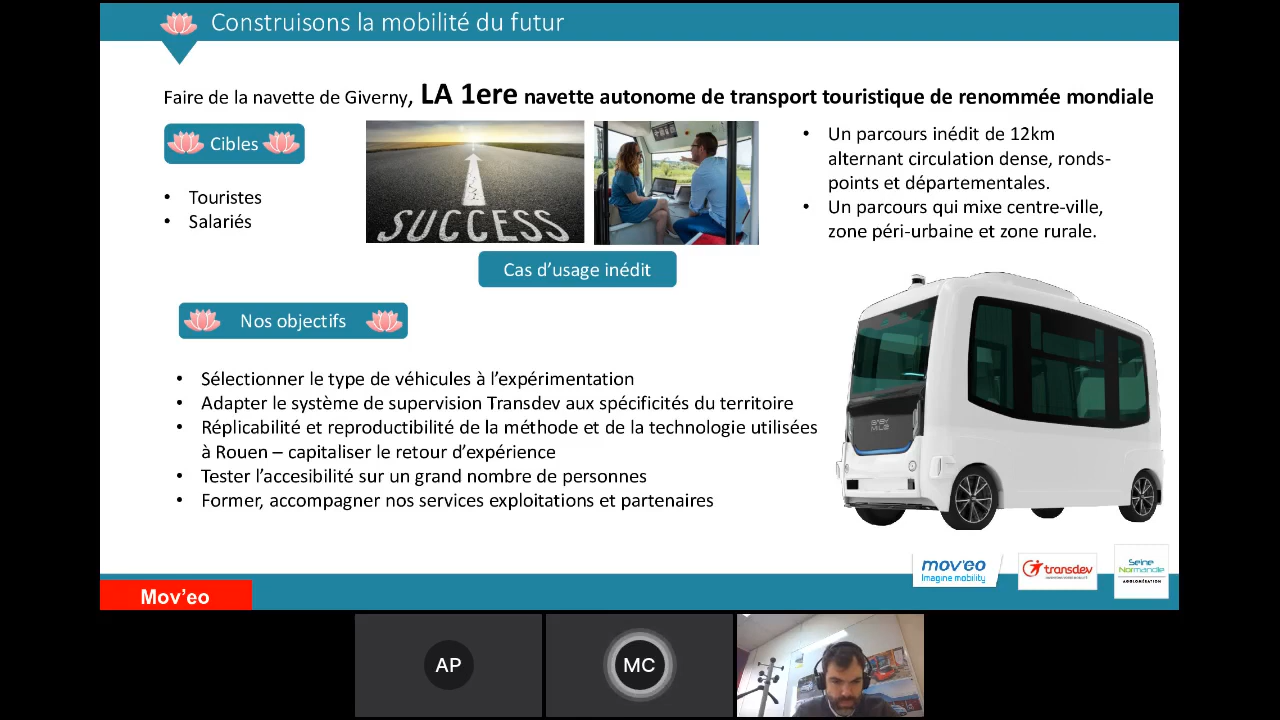 Construisons la mobilité du futur
Faire de la navette de Giverny, LA 1ere navette autonome de transport touristique de renommée mondiale
Cibles
• Touristes
• Salariés
SUCCESS
Cas d’usage inédit
• Un parcours inédit de 12km
alternant circulation dense, ronds-
points et départementales.
• Un parcours qui mixe centre-ville,
zone péri-urbaine et zone rurale.
Nos objectifs
• Sélectionner le type de véhicules à l’expérimentation
• Adapter le système de supervision Transdev aux spécificités du territoire
• Réplicabilité et reproductibilité de la méthode et de la technologie utilisées
à Rouen – capitaliser le retour d’expérience
• Tester l’accesibilité sur un grand nombre de personnes
• Former, accompagner nos services exploitations et partenaires
mov'eo
Imagine mobility
transdev
Seine
Normandie
AGGLOMÉRATION
Mov’eo
AP
MC